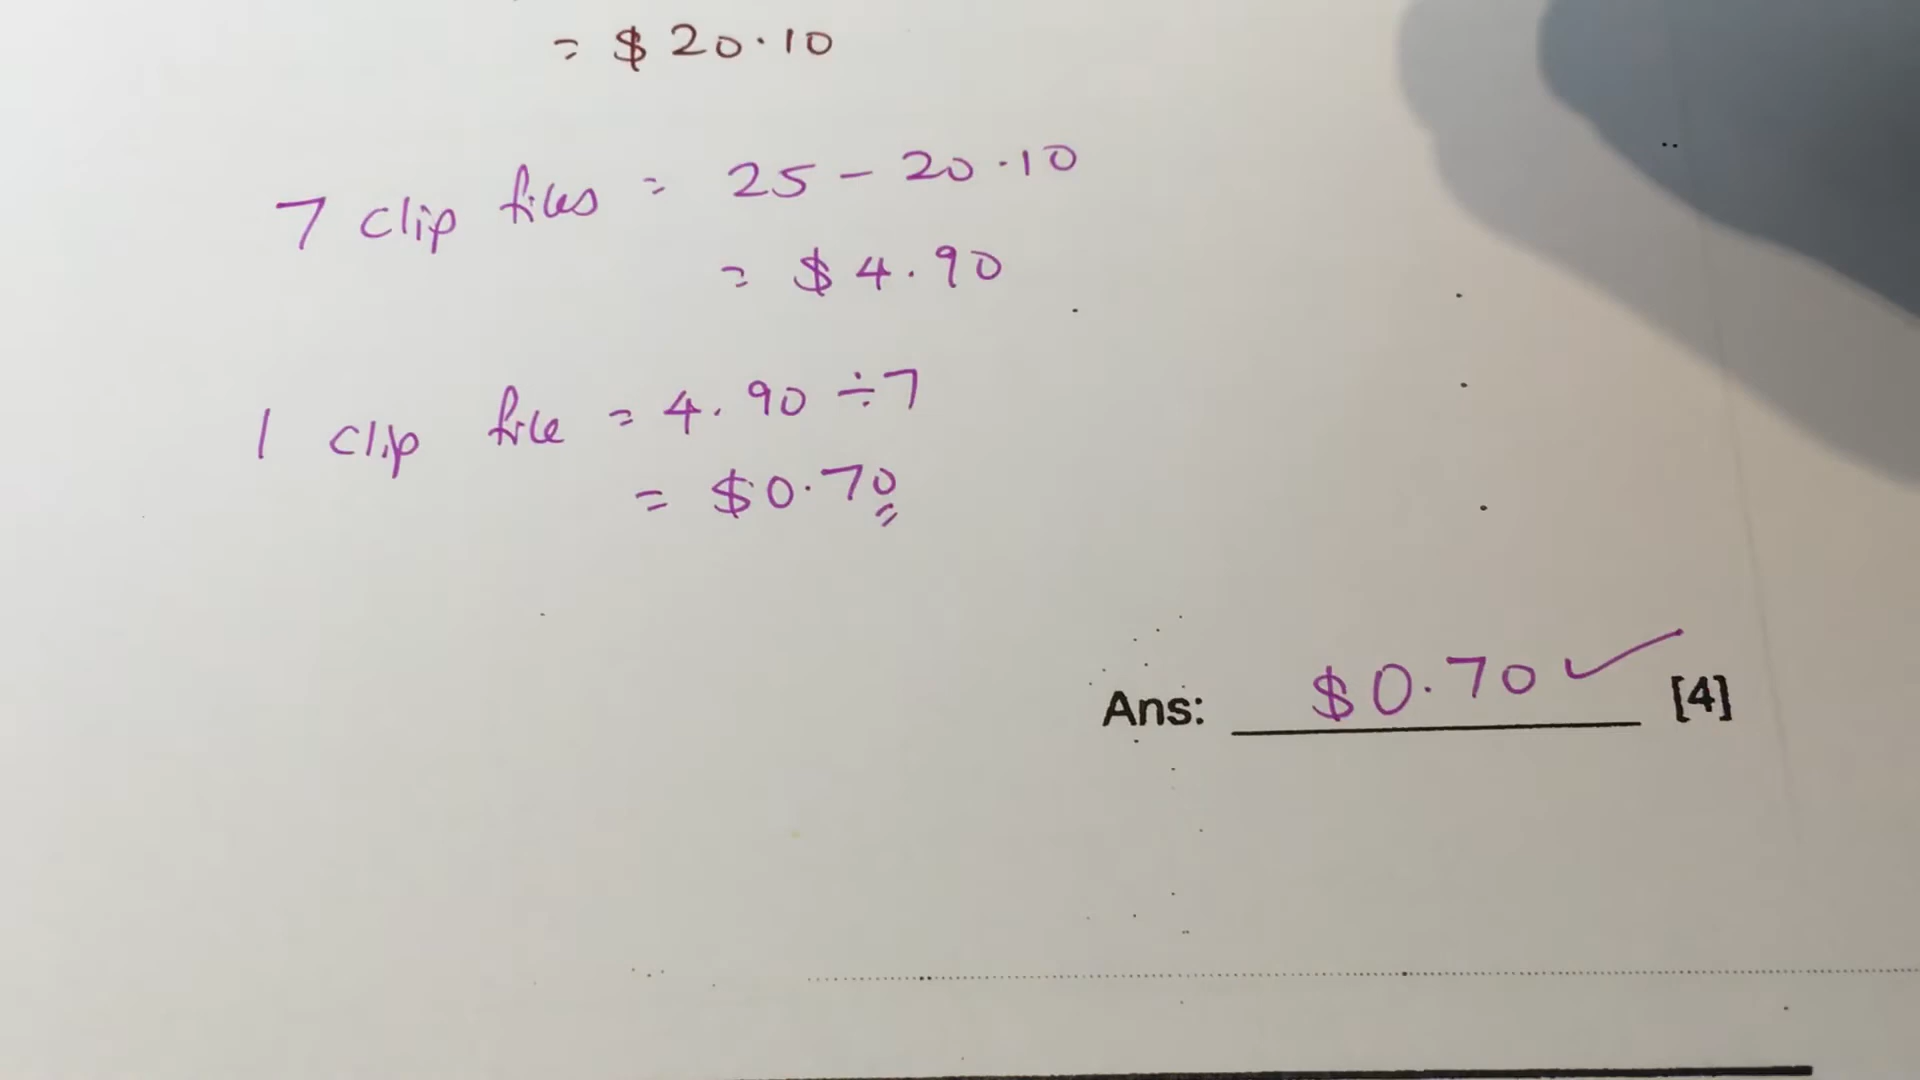 = $ 20.10
7 clip files = 25 - 20.10
= $ 4.90
1 clip file = 4.90 ÷ 7
= $0.70
Ans: $0.70 ✓ [4]